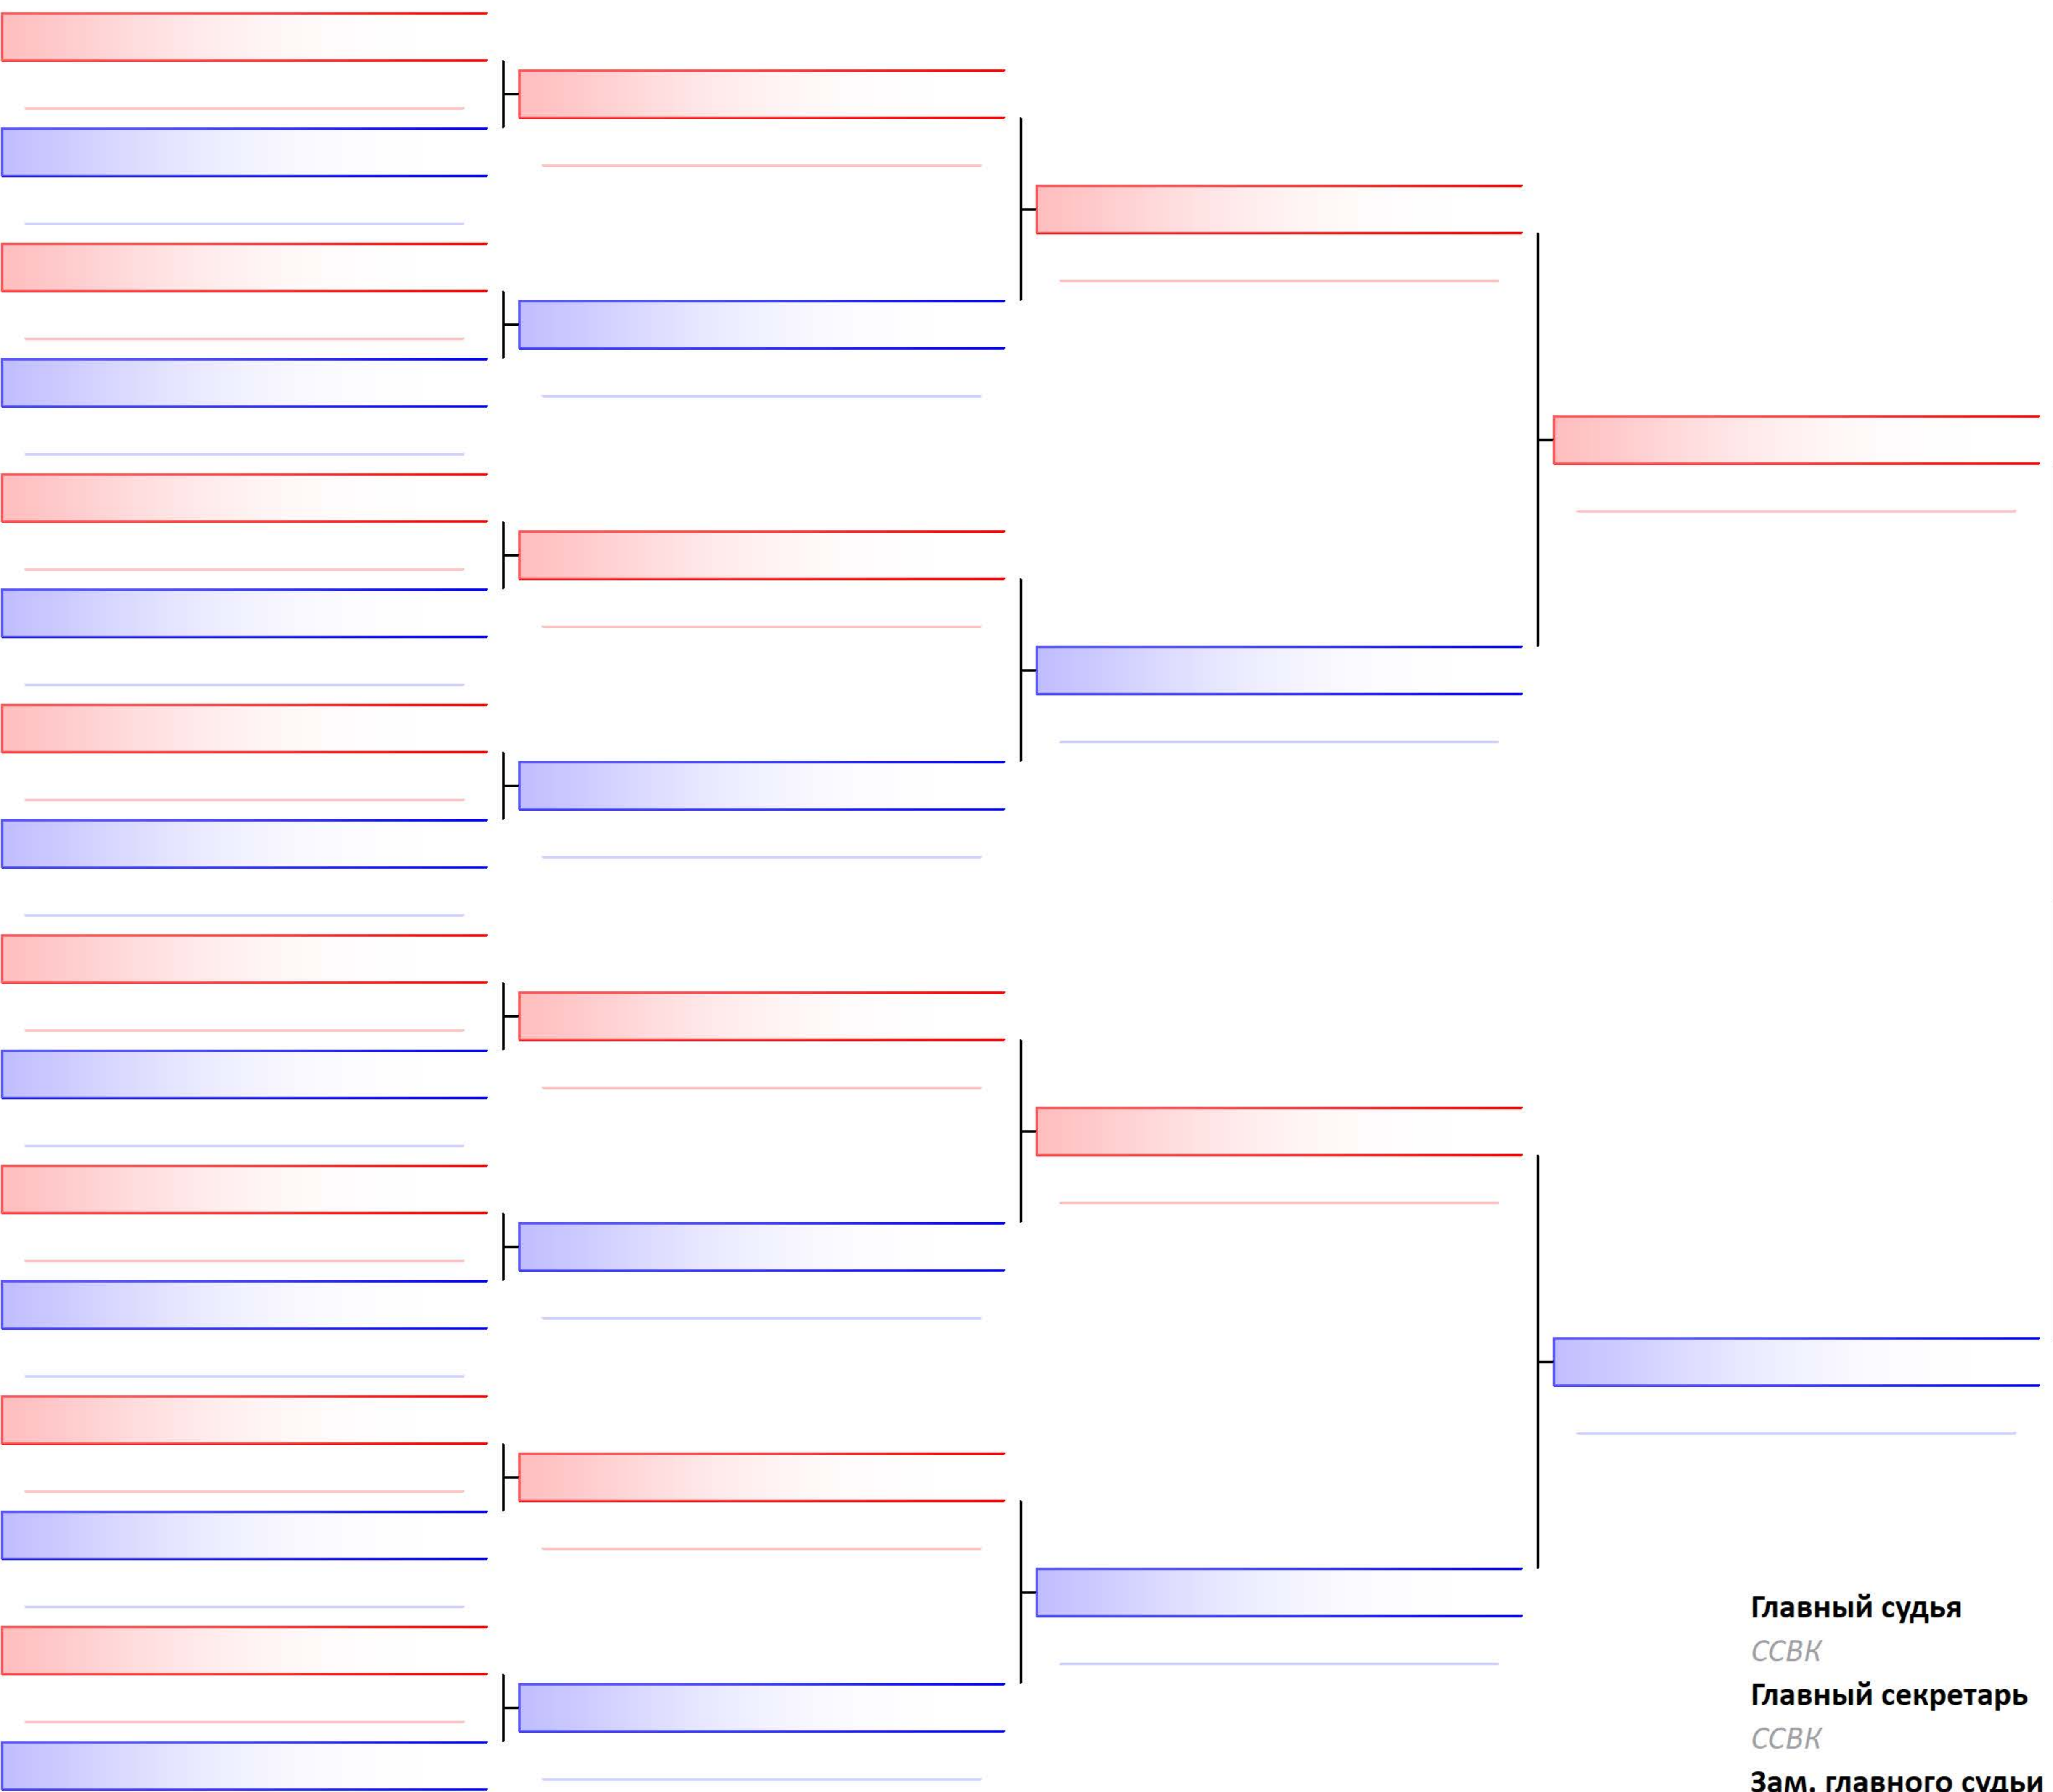 Главный судья
ССВК
Главный секретарь
ССВК
Зам. главного судьи